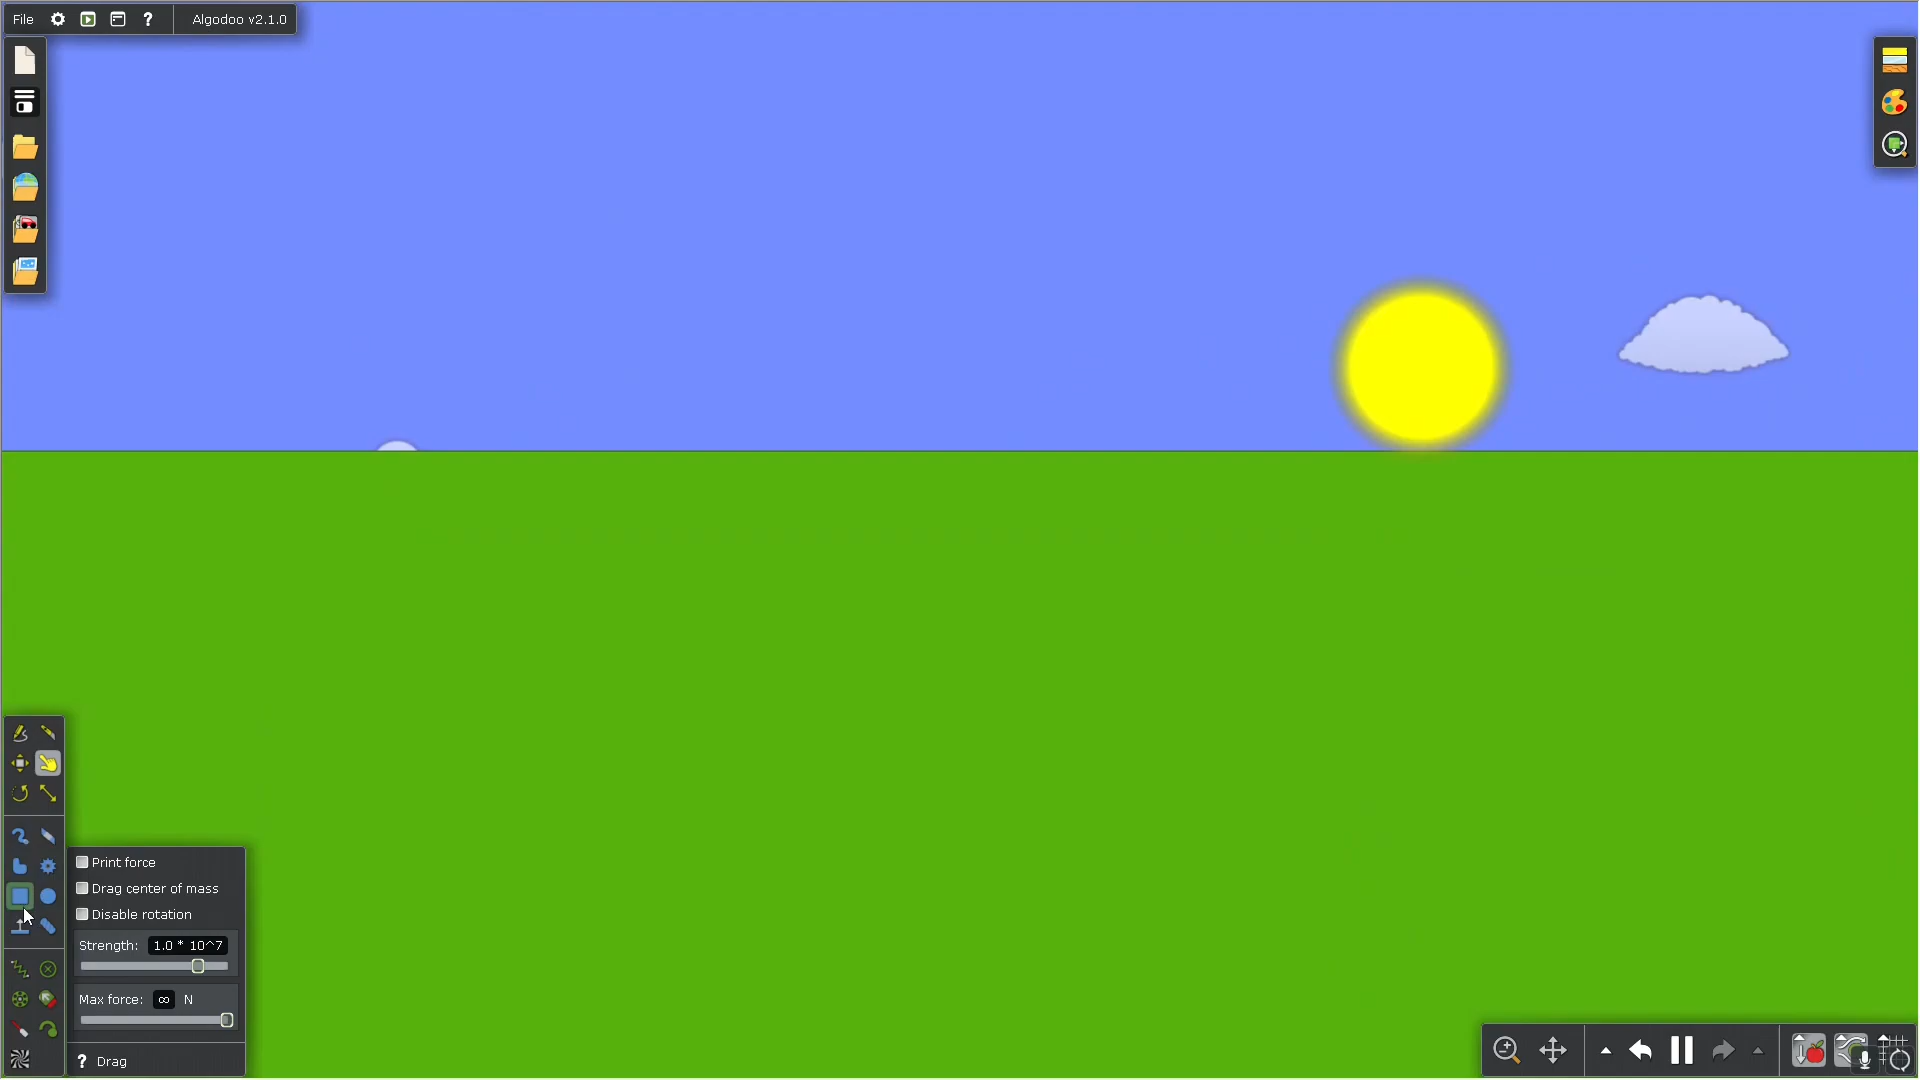 File ? Algodoo v2.1.0
Print force
Drag center of mass
Disable rotation
Strength: 1.0 * 10^7
Max force: ∞ N
? Drag